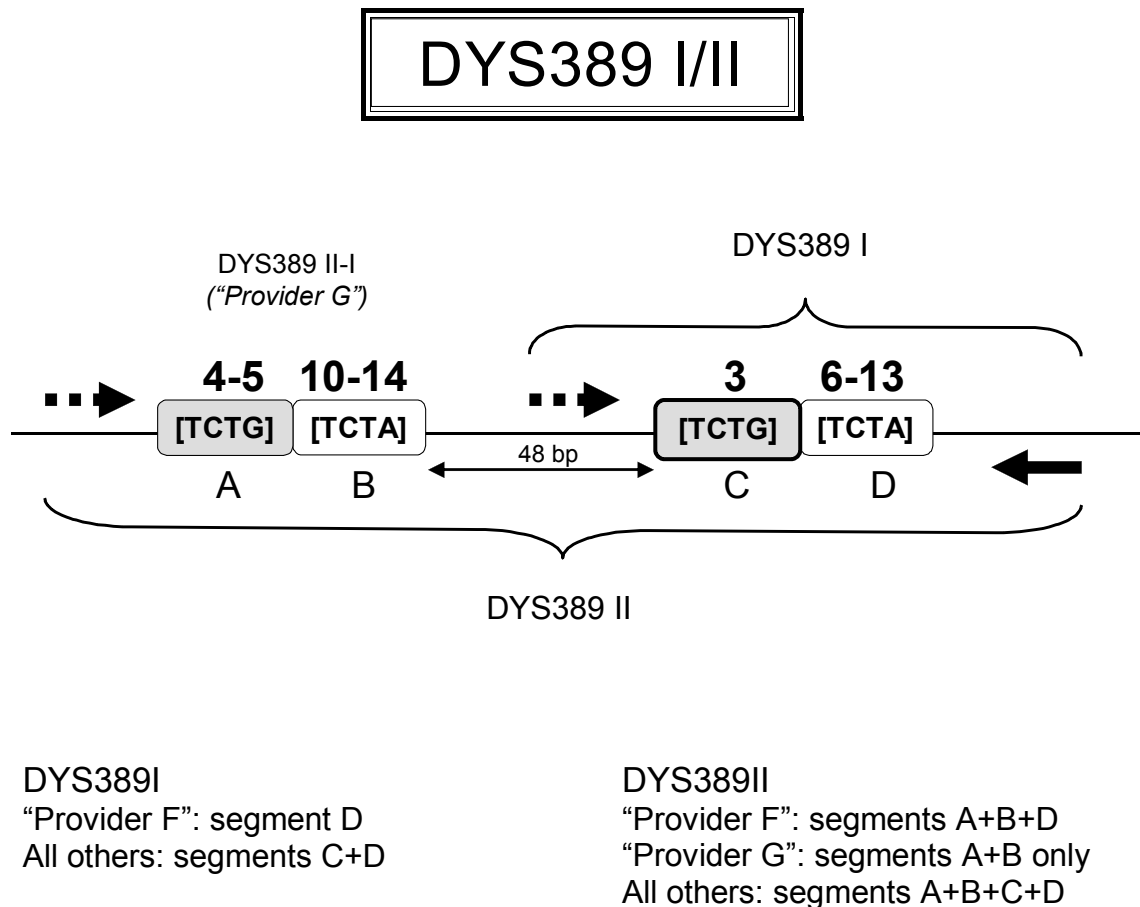 DYS389 I/II
DYS389 I
DYS389 II-I
(“Provider G”)
4-5 10-14 3 6-13
[TCTG] [TCTA] [TCTG] [TCTA]
48 bp
A B C D
DYS389 II
DYS389I
“Provider F”: segment D
All others: segments C+D
DYS389II
“Provider F”: segments A+B+D
“Provider G”: segments A+B only
All others: segments A+B+C+D